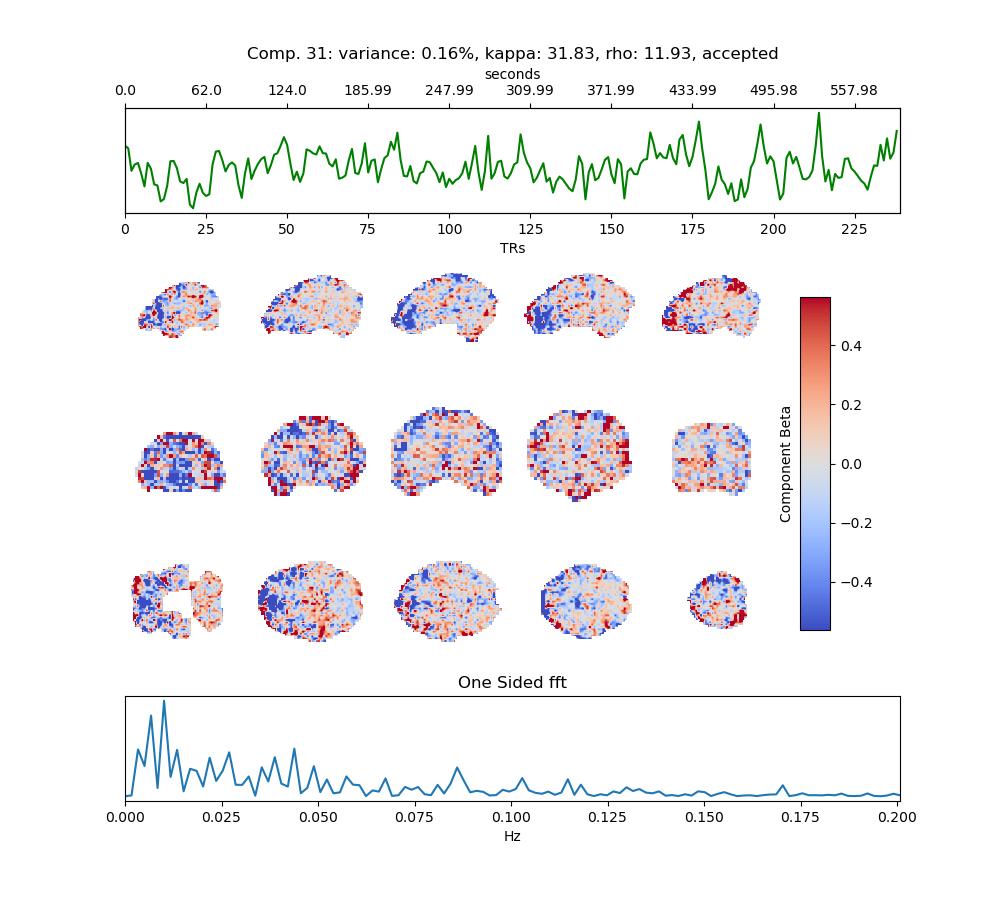 Comp. 31: variance: 0.16%, kappa: 31.83, rho: 11.93, accepted
seconds
0.0 62.0 124.0 185.99 247.99 309.99 371.99 433.99 495.98 557.98
0 25 50 75 100 125 150 175 200 225
TRs
0.4
0.2
0.0
−0.2
−0.4
Component Beta
One Sided fft
0.000 0.025 0.050 0.075 0.100 0.125 0.150 0.175 0.200
Hz